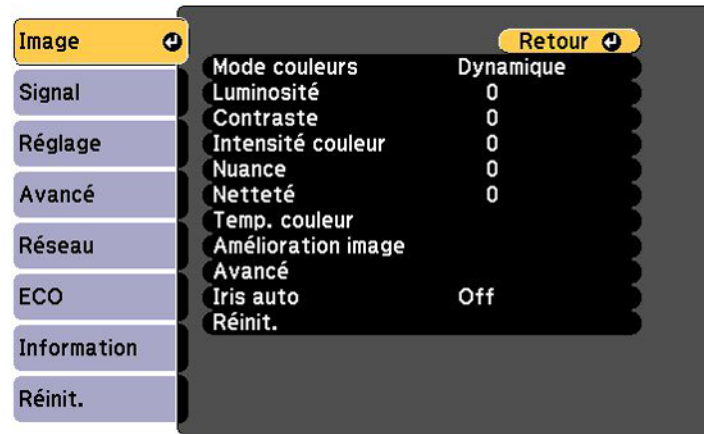 Image
Signal
Réglage
Avancé
Réseau
ECO
Information
Réinit.
Retour
Mode couleurs Dynamique
Luminosité 0
Contraste 0
Intensité couleur 0
Nuance 0
Netteté 0
Temp. couleur
Amélioration image
Avancé
Iris auto Off
Réinit.